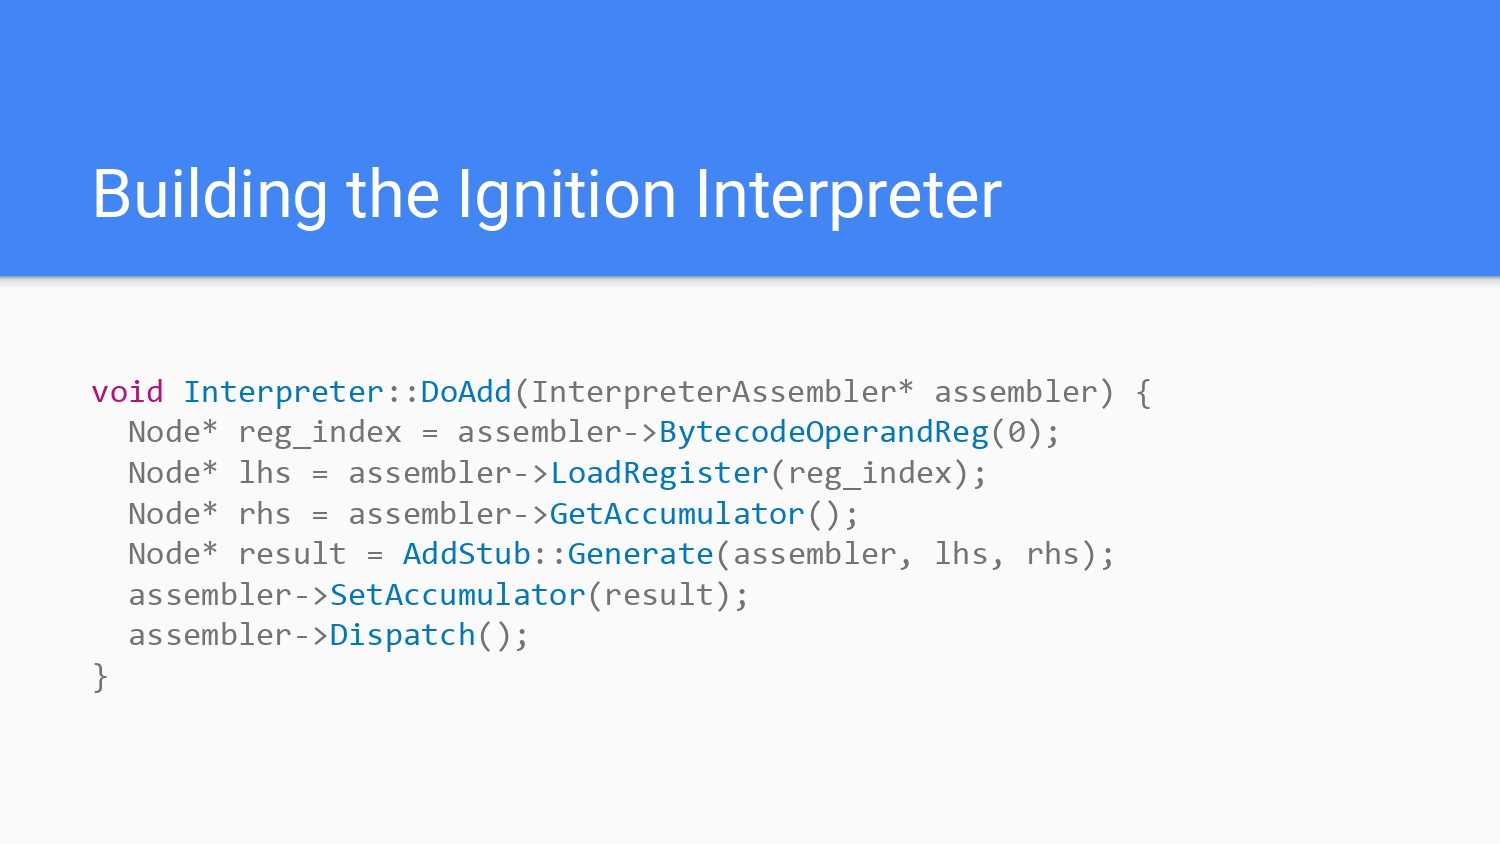 Building the Ignition Interpreter
void Interpreter::DoAdd(InterpreterAssembler* assembler) {
  Node* reg_index = assembler->BytecodeOperandReg(0);
  Node* lhs = assembler->LoadRegister(reg_index);
  Node* rhs = assembler->GetAccumulator();
  Node* result = AddStub::Generate(assembler, lhs, rhs);
  assembler->SetAccumulator(result);
  assembler->Dispatch();
}